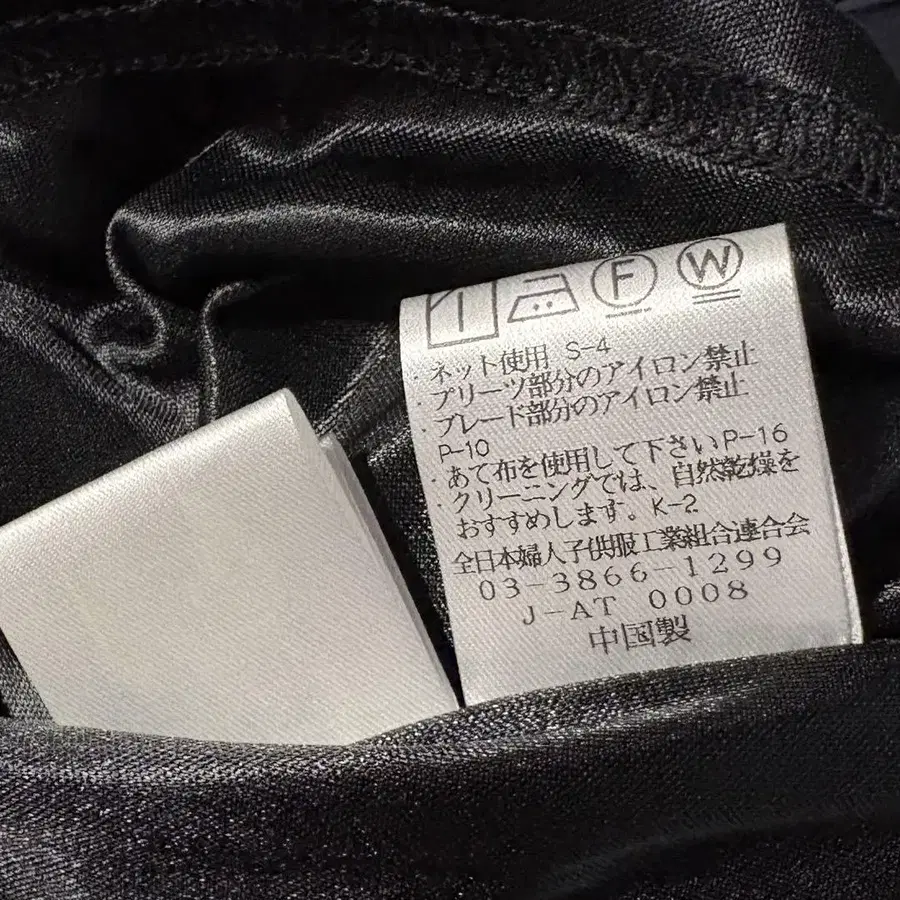 F W
・ネット使用 S-4
・プリーツ部分のアイロン禁止
・ブレード部分のアイロン禁止
P-10
・あて布を使用して下さいP-16
・クリーニングでは、自然乾燥を
おすすめします。K-2
全日本婦人子供服工業組合連合会
03-3866-1299
J-AT 0008
中国製